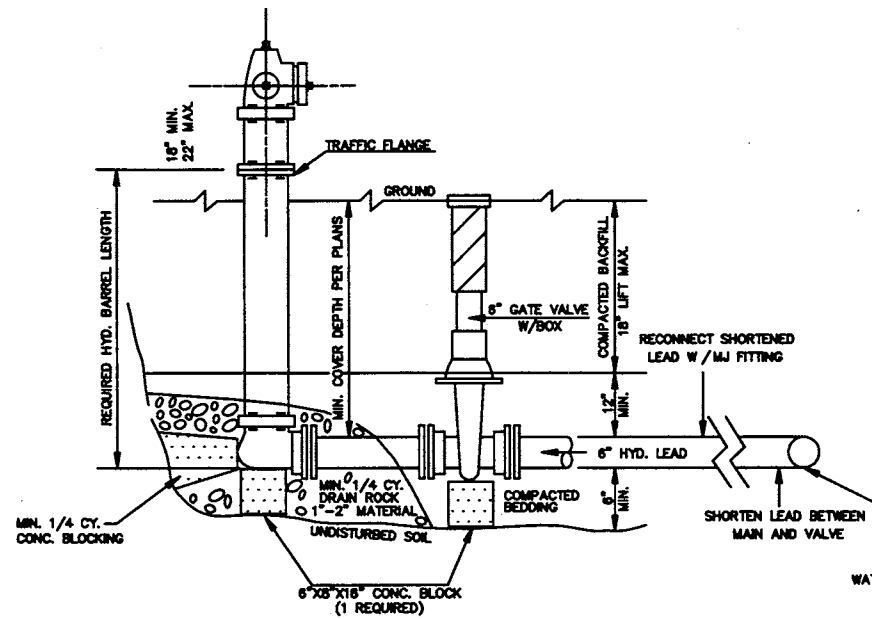 18" MIN.
22" MAX.
TRAFFIC FLANGE
GROUND
REQUIRED HYD. BARREL LENGTH
MIN. COVER DEPTH PER PLANS
6" GATE VALVE
W/BOX
COMPACTED BACKFILL
18" LIFT MAX.
RECONNECT SHORTENED
LEAD W/MJ FITTING
12"
MIN.
6" HYD. LEAD
MIN. 1/4 CY.
DRAIN ROCK
1"-2" MATERIAL
UNDISTURBED SOIL
COMPACTED
BEDDING
6"
MIN.
MIN. 1/4 CY.
CONC. BLOCKING
SHORTEN LEAD BETWEEN
MAIN AND VALVE
6"X8"X16" CONC. BLOCK
(1 REQUIRED)
WAT